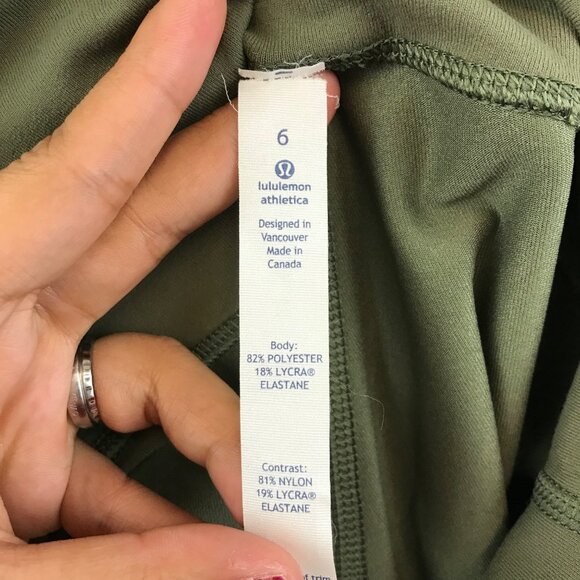 6
lululemon
athletica
Designed in
Vancouver
Made in
Canada
Body:
82% POLYESTER
18% LYCRA®
ELASTANE
Contrast:
81% NYLON
19% LYCRA®
ELASTANE
trim